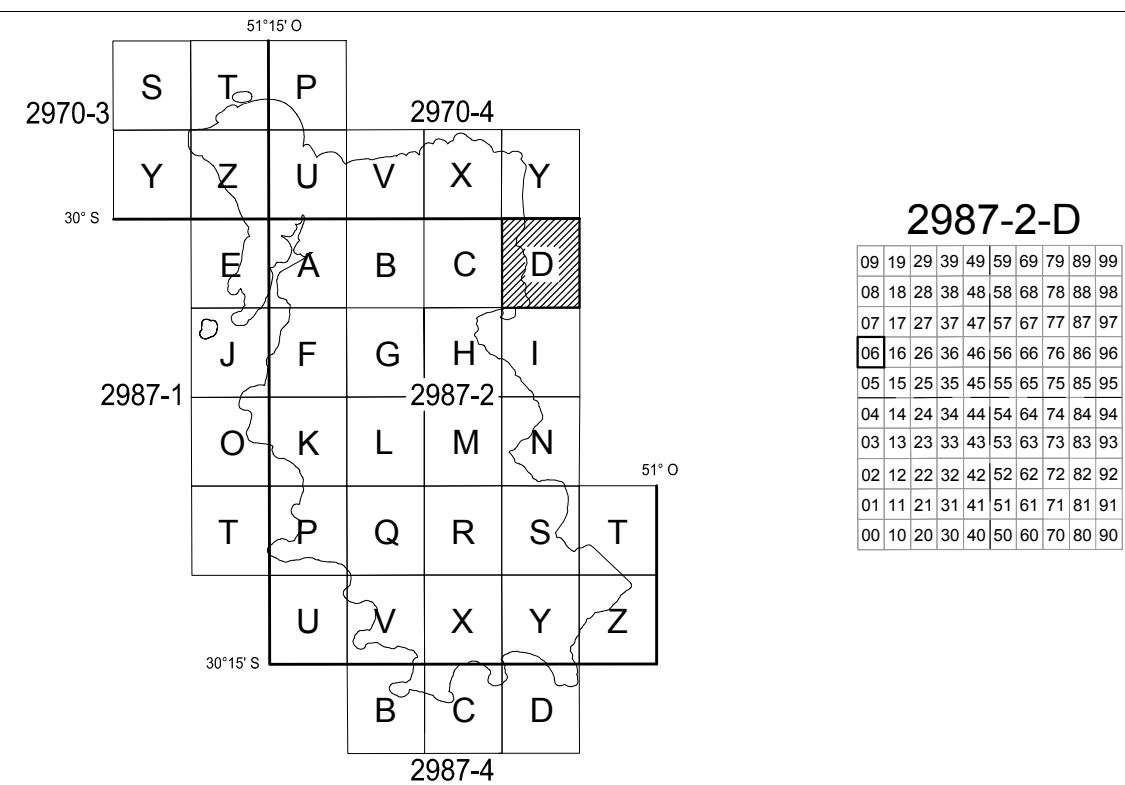 51°15' O
S T P
2970-3 2970-4
Y Z U V X Y
30° S
E A B C D
J F G H I
2987-1 2987-2
O K L M N
51° O
T P Q R S T
U V X Y Z
30°15' S
B C D
2987-4
2987-2-D
09 19 29 39 49 59 69 79 89 99
08 18 28 38 48 58 68 78 88 98
07 17 27 37 47 57 67 77 87 97
06 16 26 36 46 56 66 76 86 96
05 15 25 35 45 55 65 75 85 95
04 14 24 34 44 54 64 74 84 94
03 13 23 33 43 53 63 73 83 93
02 12 22 32 42 52 62 72 82 92
01 11 21 31 41 51 61 71 81 91
00 10 20 30 40 50 60 70 80 90